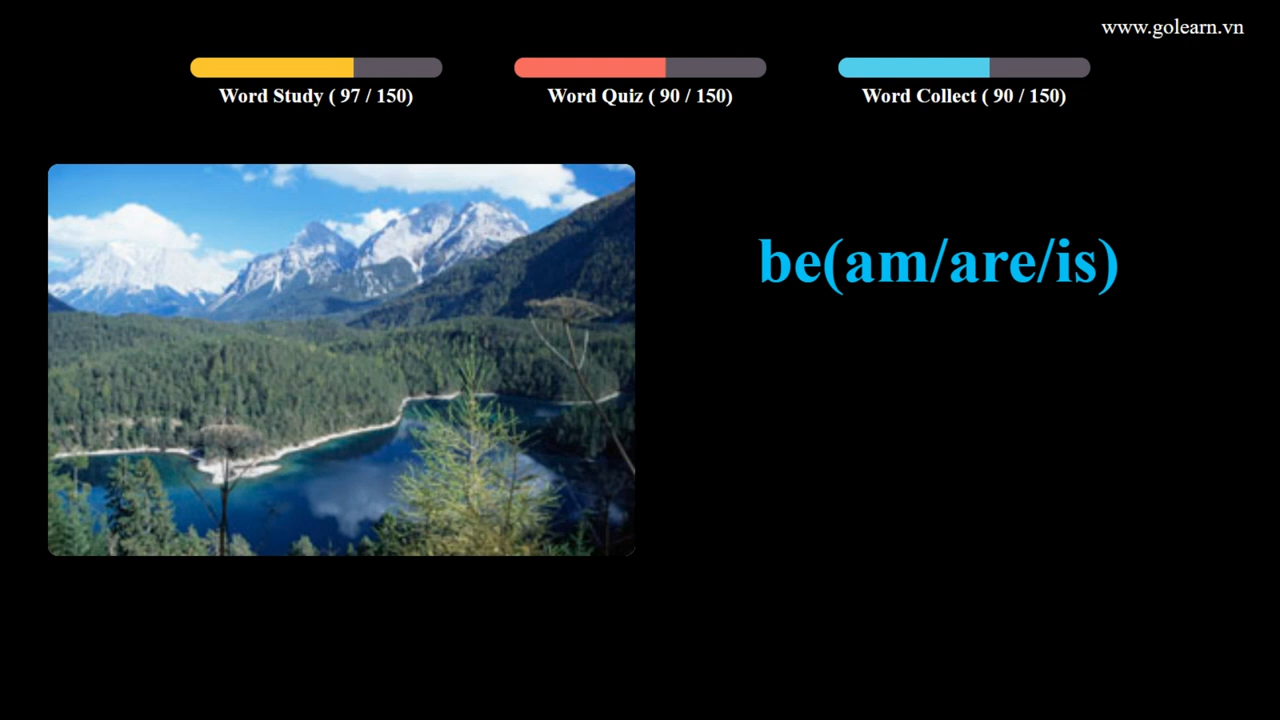 www.golearn.vn
Word Study ( 97 / 150)
Word Quiz ( 90 / 150)
Word Collect ( 90 / 150)
be(am/are/is)